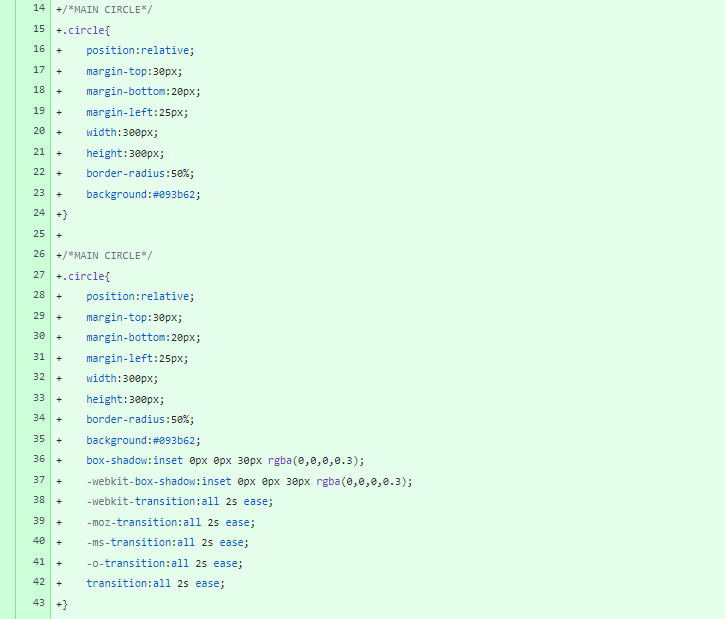 14 +/*MAIN CIRCLE*/
15 +.circle{
16 +    position:relative;
17 +    margin-top:30px;
18 +    margin-bottom:20px;
19 +    margin-left:25px;
20 +    width:300px;
21 +    height:300px;
22 +    border-radius:50%;
23 +    background:#093b62;
24 +}
25 +
26 +/*MAIN CIRCLE*/
27 +.circle{
28 +    position:relative;
29 +    margin-top:30px;
30 +    margin-bottom:20px;
31 +    margin-left:25px;
32 +    width:300px;
33 +    height:300px;
34 +    border-radius:50%;
35 +    background:#093b62;
36 +    box-shadow:inset 0px 0px 30px rgba(0,0,0,0.3);
37 +    -webkit-box-shadow:inset 0px 0px 30px rgba(0,0,0,0.3);
38 +    -webkit-transition:all 2s ease;
39 +    -moz-transition:all 2s ease;
40 +    -ms-transition:all 2s ease;
41 +    -o-transition:all 2s ease;
42 +    transition:all 2s ease;
43 +}